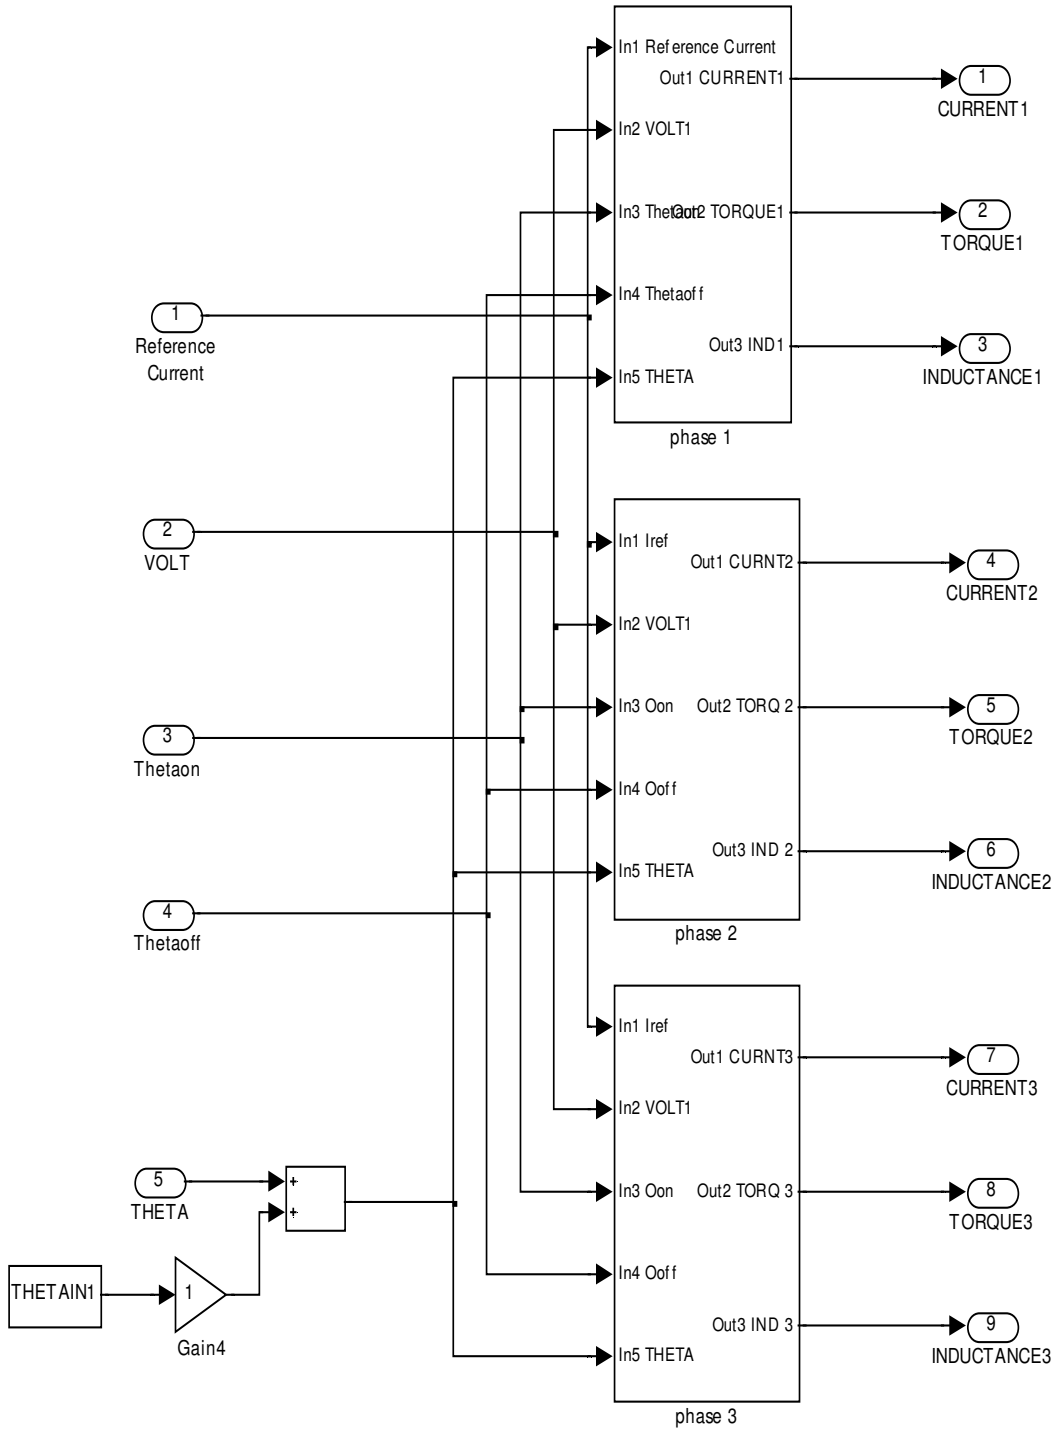 In1 Reference Current
Out1 CURRENT1
1
CURRENT1
In2 VOLT1
In3 Thetaon
Out2 TORQUE1
2
TORQUE1
In4 Thetaoff
1
Reference
Current
Out3 IND1
3
INDUCTANCE1
In5 THETA
phase 1
2
VOLT
In1 Iref
Out1 CURNT2
4
CURRENT2
In2 VOLT1
3
Thetaon
In3 Oon
Out2 TORQ 2
5
TORQUE2
In4 Ooff
Out3 IND 2
6
INDUCTANCE2
In5 THETA
4
Thetaoff
phase 2
In1 Iref
Out1 CURNT3
7
CURRENT3
In2 VOLT1
5
THETA
+
+
In3 Oon
Out2 TORQ 3
8
TORQUE3
In4 Ooff
THETAIN1
1
Gain4
Out3 IND 3
9
INDUCTANCE3
In5 THETA
phase 3